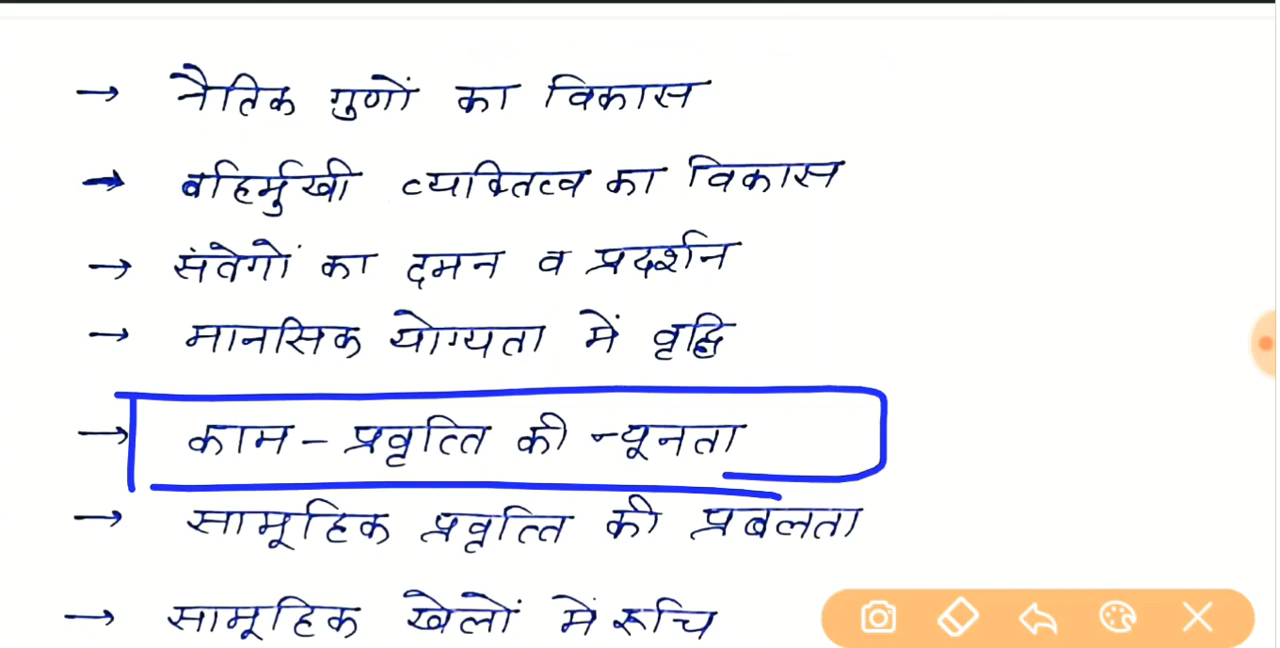 → नैतिक गुणों का विकास
→ बहिर्मुखी व्यक्तित्व का विकास
→ संवेगों का दमन व प्रदर्शन
→ मानसिक योग्यता में वृद्धि
→ काम - प्रवृत्ति की न्यूनता
→ सामूहिक प्रवृत्ति की प्रबलता
→ सामूहिक खेलों में रूचि